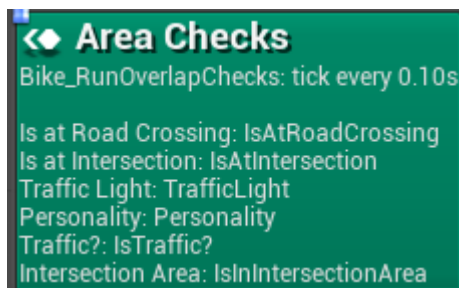 Area Checks
Bike_RunOverlapChecks: tick every 0.10s
Is at Road Crossing: IsAtRoadCrossing
Is at Intersection: IsAtIntersection
Traffic Light: TrafficLight
Personality: Personality
Traffic?: IsTraffic?
Intersection Area: IsInIntersectionArea